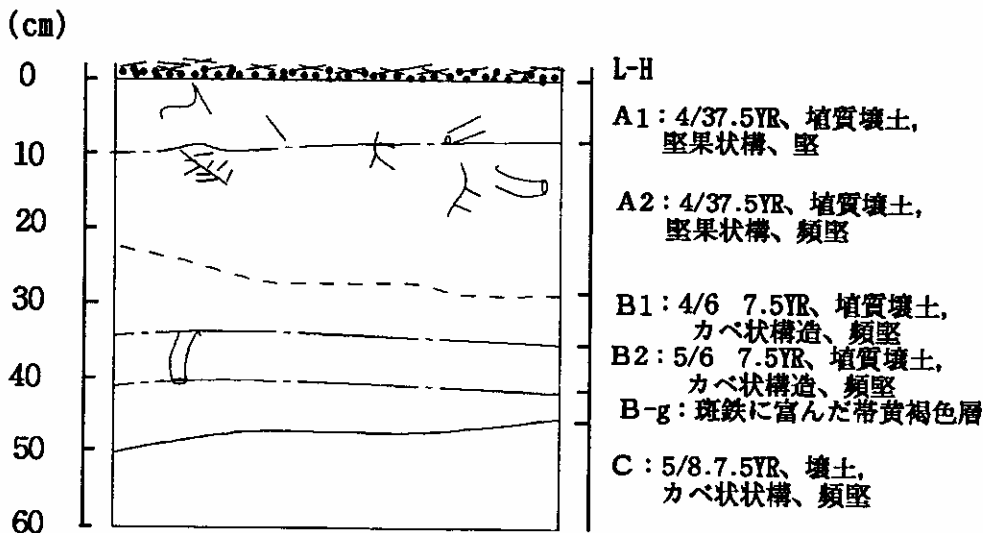 (cm)
0
10
20
30
40
50
60
L-H
A1：4/37.5YR、埴質壌土,
堅果状構、堅
A2：4/37.5YR、埴質壌土,
堅果状構、頗堅
B1：4/6 7.5YR、埴質壌土,
カベ状構造、頗堅
B2：5/6 7.5YR、埴質壌土,
カベ状構造、頗堅
B-g：斑鉄に富んだ帯黄褐色層
C：5/8.7.5YR、壌土,
カベ状状構、頗堅